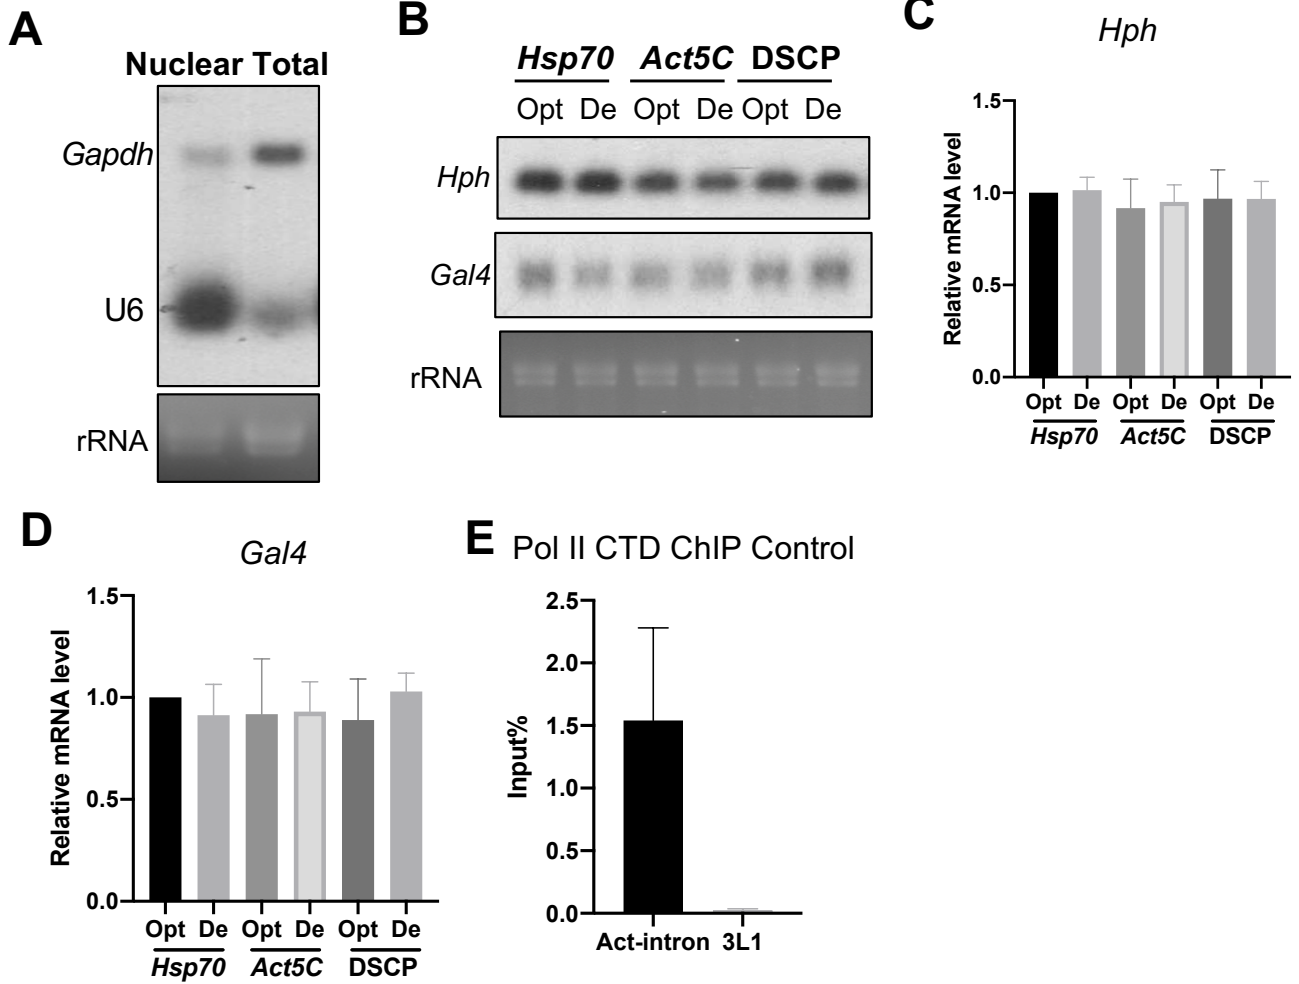 A
Nuclear Total
Gapdh
U6
rRNA
B
Hsp70 Act5C DSCP
Opt De Opt De Opt De
Hph
Gal4
rRNA
C
Hph
Relative mRNA level
1.5
1.0
0.5
0.0
Opt De Opt De Opt De
Hsp70 Act5C DSCP
D
Gal4
Relative mRNA level
1.5
1.0
0.5
0.0
Opt De Opt De Opt De
Hsp70 Act5C DSCP
E
Pol II CTD ChIP Control
Input%
2.5
2.0
1.5
1.0
0.5
0.0
Act-intron 3L1